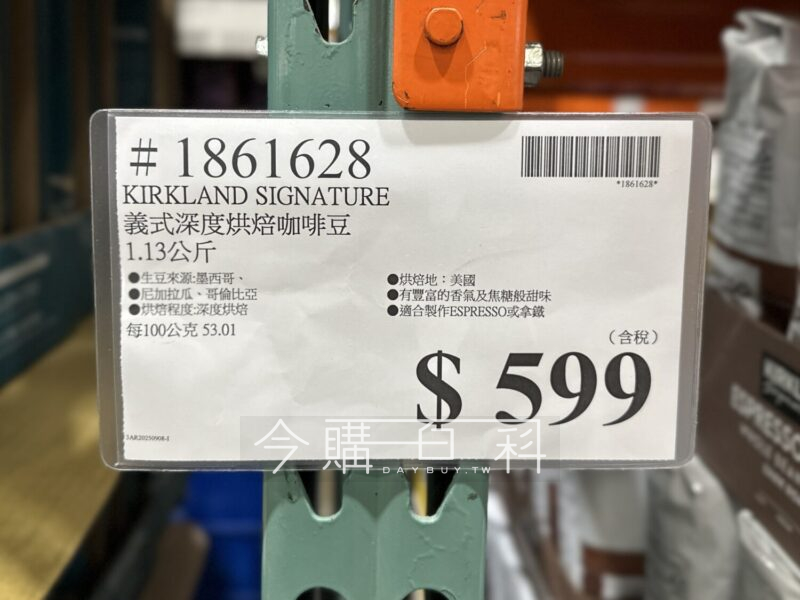 # 1861628
*1861628*
KIRKLAND SIGNATURE
義式深度烘焙咖啡豆
1.13公斤
●生豆來源:墨西哥、
●尼加拉瓜、哥倫比亞
●烘焙程度:深度烘焙
每100公克 53.01
●烘焙地：美國
●有豐富的香氣及焦糖般甜味
●適合製作ESPRESSO或拿鐵
（含稅）
$ 599
今購百科
DAYBUY.TW
ESPRESSO